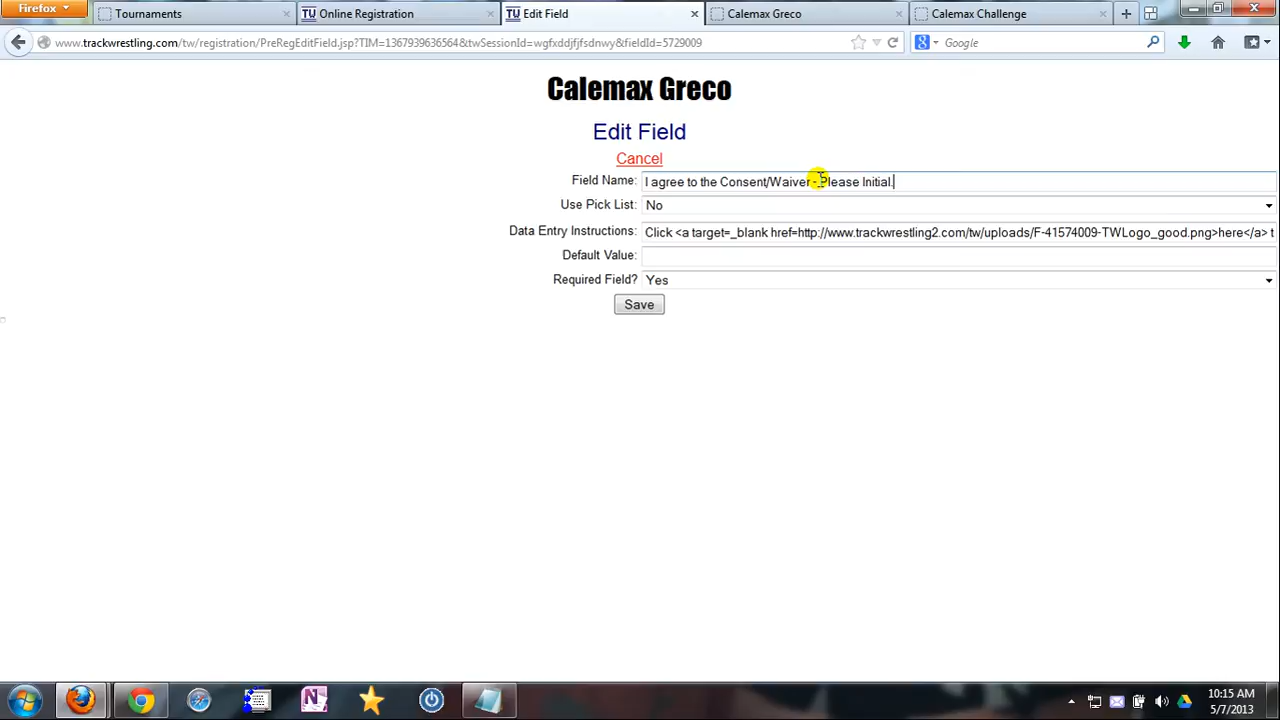 Firefox
Tournaments
TW Online Registration
TW Edit Field
Calemax Greco
Calemax Challenge
www.trackwrestling.com/tw/registration/PreRegEditField.jsp?TIM=1367939636564&twSessionId=wgfxddjfjfsdnwy&fieldId=5729009
Google
Calemax Greco
Edit Field
Cancel
Field Name: I agree to the Consent/Waiver - Please Initial.
Use Pick List: No
Data Entry Instructions: Click <a target=_blank href=http://www.trackwrestling2.com/tw/uploads/F-41574009-TWLogo_good.png>here</a> t
Default Value:
Required Field? Yes
Save
10:15 AM
5/7/2013